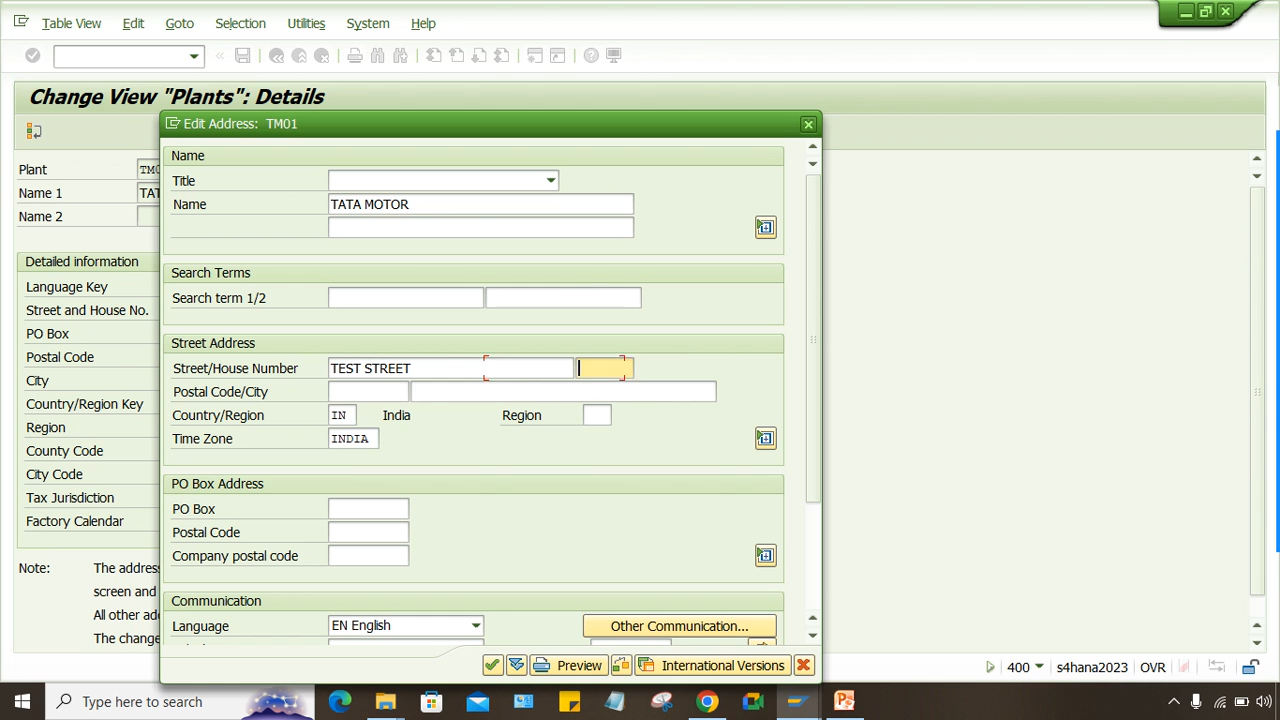 Table View Edit Goto Selection Utilities System Help
Change View "Plants": Details
Plant
Name 1
Name 2
Detailed information
Language Key
Street and House No.
PO Box
Postal Code
City
Country/Region Key
Region
County Code
City Code
Tax Jurisdiction
Factory Calendar
Note: The address
screen and
All other add
The change
Edit Address: TM01
Name
Title
Name TATA MOTOR
Search Terms
Search term 1/2
Street Address
Street/House Number TEST STREET
Postal Code/City
Country/Region IN India Region
Time Zone INDIA
PO Box Address
PO Box
Postal Code
Company postal code
Communication
Language EN English Other Communication...
Preview International Versions
400 s4hana2023 OVR
Type here to search